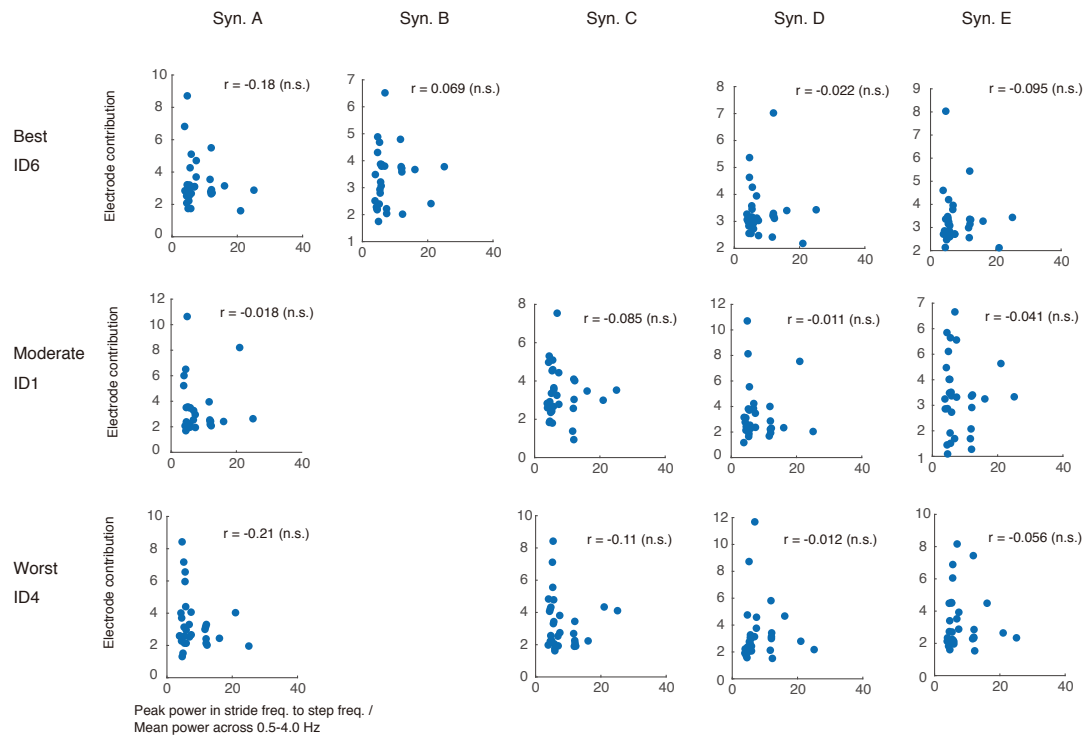 Syn. A Syn. B Syn. C Syn. D Syn. E
Best
ID6
Electrode contribution
r = -0.18 (n.s.)
10
8
6
4
2
0
0 20 40
r = 0.069 (n.s.)
7
6
5
4
3
2
1
0 20 40
r = -0.022 (n.s.)
8
7
6
5
4
3
2
0 20 40
r = -0.095 (n.s.)
9
8
7
6
5
4
3
2
0 20 40
Moderate
ID1
Electrode contribution
r = -0.018 (n.s.)
12
10
8
6
4
2
0
0 20 40
r = -0.085 (n.s.)
8
6
4
2
0
0 20 40
r = -0.011 (n.s.)
12
10
8
6
4
2
0
0 20 40
r = -0.041 (n.s.)
7
6
5
4
3
2
1
0 20 40
Worst
ID4
Electrode contribution
r = -0.21 (n.s.)
10
8
6
4
2
0
0 20 40
r = -0.11 (n.s.)
10
8
6
4
2
0
0 20 40
r = -0.012 (n.s.)
12
10
8
6
4
2
0
0 20 40
r = -0.056 (n.s.)
10
8
6
4
2
0
0 20 40
Peak power in stride freq. to step freq. /
Mean power across 0.5-4.0 Hz